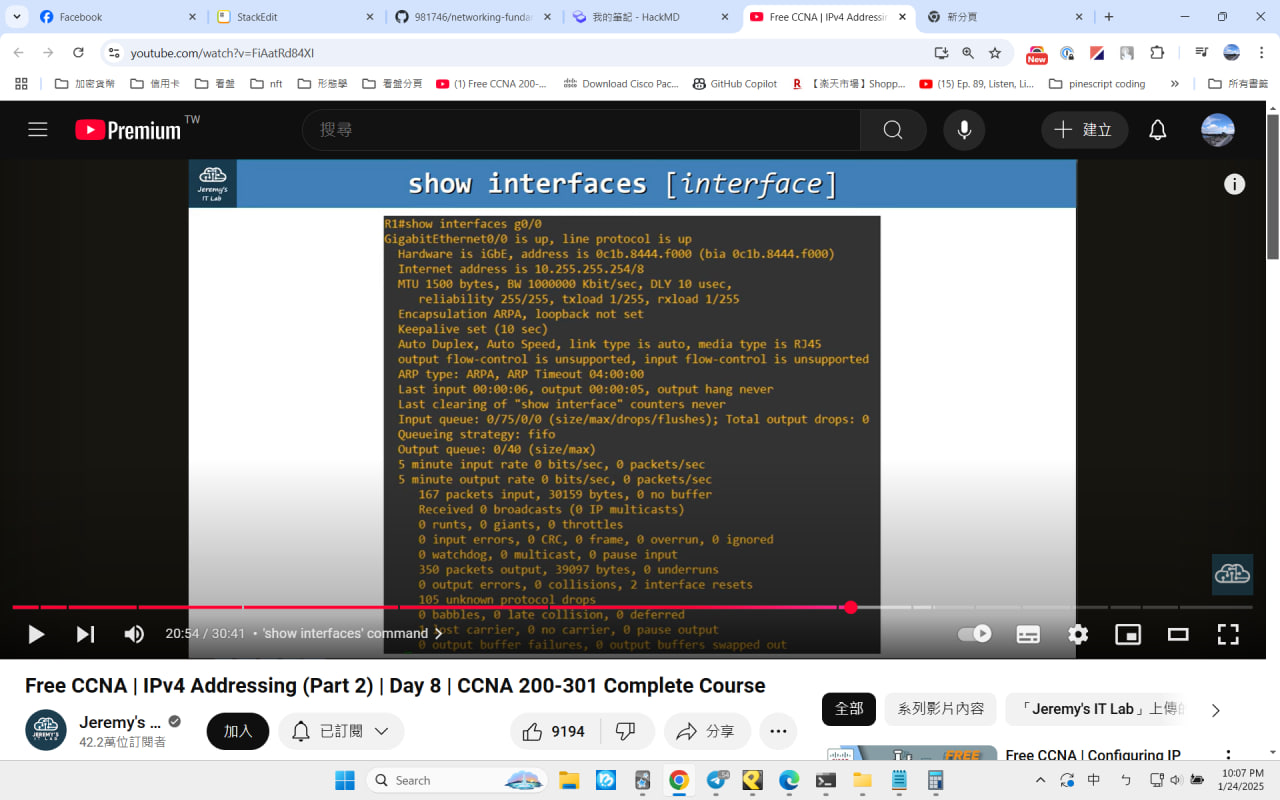 Facebook
StackEdit
981746/networking-fundar
我的筆記 - HackMD
Free CCNA | IPv4 Addressin
新分頁
youtube.com/watch?v=FiAatRd84XI
New
加密貨幣
信用卡
看盤
nft
形態學
看盤分頁
(1) Free CCNA 200-...
Download Cisco Pac...
GitHub Copilot
【楽天市場】Shopp...
(15) Ep. 89, Listen, Li...
pinescript coding
所有書籤
Premium TW
搜尋
建立
Jeremy's
IT Lab
show interfaces [interface]
R1#show interfaces g0/0
GigabitEthernet0/0 is up, line protocol is up
Hardware is iGbE, address is 0c1b.8444.f000 (bia 0c1b.8444.f000)
Internet address is 10.255.255.254/8
MTU 1500 bytes, BW 1000000 Kbit/sec, DLY 10 usec,
reliability 255/255, txload 1/255, rxload 1/255
Encapsulation ARPA, loopback not set
Keepalive set (10 sec)
Auto Duplex, Auto Speed, link type is auto, media type is RJ45
output flow-control is unsupported, input flow-control is unsupported
ARP type: ARPA, ARP Timeout 04:00:00
Last input 00:00:06, output 00:00:05, output hang never
Last clearing of "show interface" counters never
Input queue: 0/75/0/0 (size/max/drops/flushes); Total output drops: 0
Queueing strategy: fifo
Output queue: 0/40 (size/max)
5 minute input rate 0 bits/sec, 0 packets/sec
5 minute output rate 0 bits/sec, 0 packets/sec
167 packets input, 30159 bytes, 0 no buffer
Received 0 broadcasts (0 IP multicasts)
0 runts, 0 giants, 0 throttles
0 input errors, 0 CRC, 0 frame, 0 overrun, 0 ignored
0 watchdog, 0 multicast, 0 pause input
350 packets output, 39097 bytes, 0 underruns
0 output errors, 0 collisions, 2 interface resets
105 unknown protocol drops
0 babbles, 0 late collision, 0 deferred
1 lost carrier, 0 no carrier, 0 pause output
0 output buffer failures, 0 output buffers swapped out
20:54 / 30:41 • 'show interfaces' command
Free CCNA | IPv4 Addressing (Part 2) | Day 8 | CCNA 200-301 Complete Course
Jeremy's ...
42.2萬位訂閱者
加入
已訂閱
9194
分享
全部
系列影片內容
「Jeremy's IT Lab」上傳的
FREE
Free CCNA | Configuring IP
Search
54
中
ㄅ
10:07 PM
1/24/2025